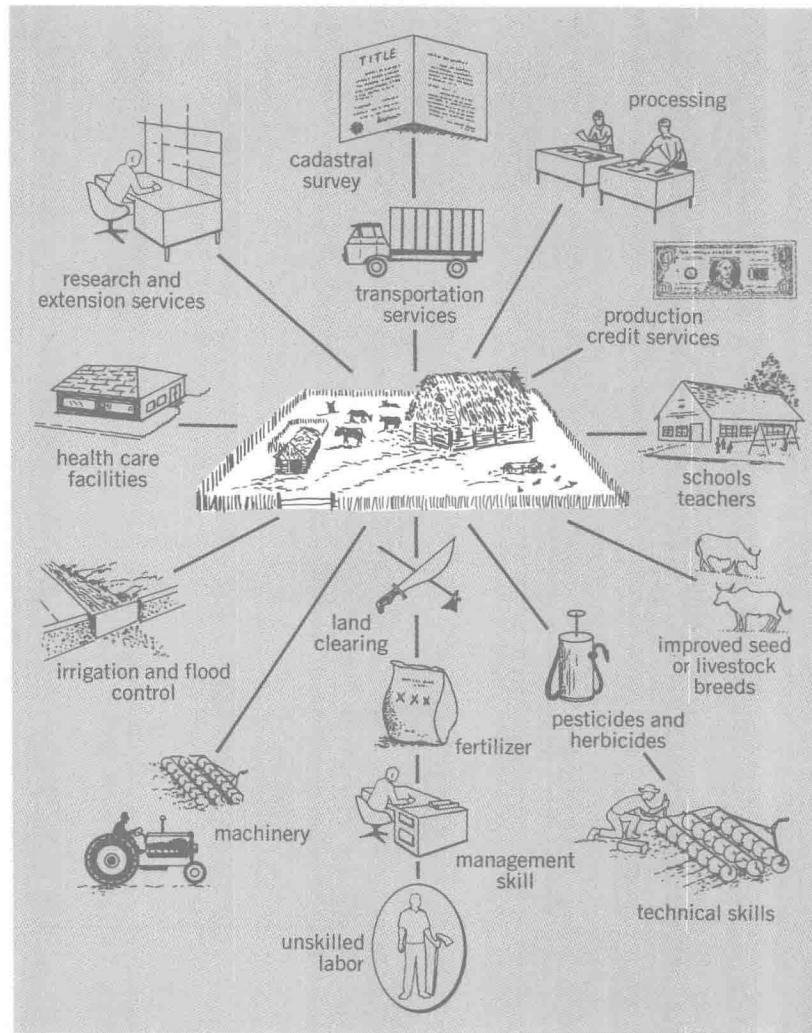 TITLE
cadastral
survey
processing
research and
extension services
transportation
services
production
credit services
health care
facilities
schools
teachers
land
clearing
irrigation and flood
control
improved seed
or livestock
breeds
X X X
fertilizer
pesticides and
herbicides
machinery
management
skill
technical skills
unskilled
labor